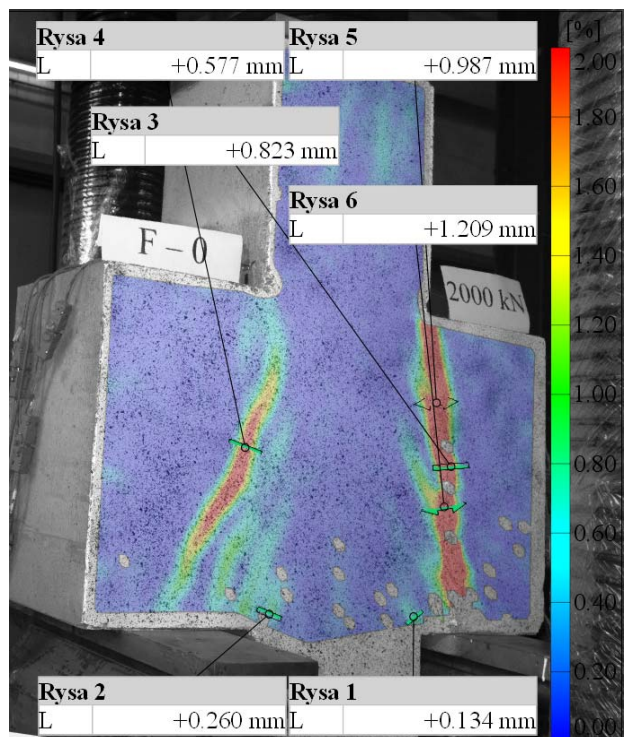 Rysa 4
L +0.577 mm
Rysa 5
L +0.987 mm
[%]
Rysa 3
L +0.823 mm
Rysa 6
L +1.209 mm
F – 0
2000 kN
2.00
1.80
1.60
1.40
1.20
1.00
0.80
0.60
0.40
0.20
0.00
Rysa 2
L +0.260 mm
Rysa 1
L +0.134 mm